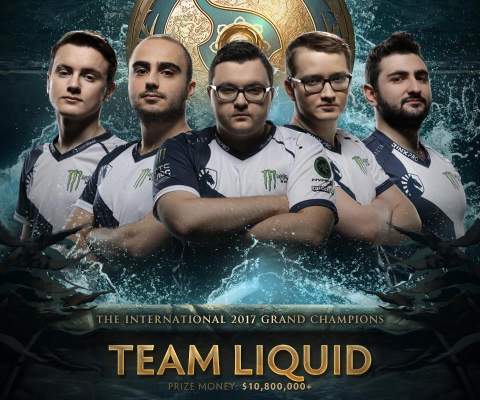 THE INTERNATIONAL 2017 GRAND CHAMPIONS
TEAM LIQUID
PRIZE MONEY: $10,800,000+